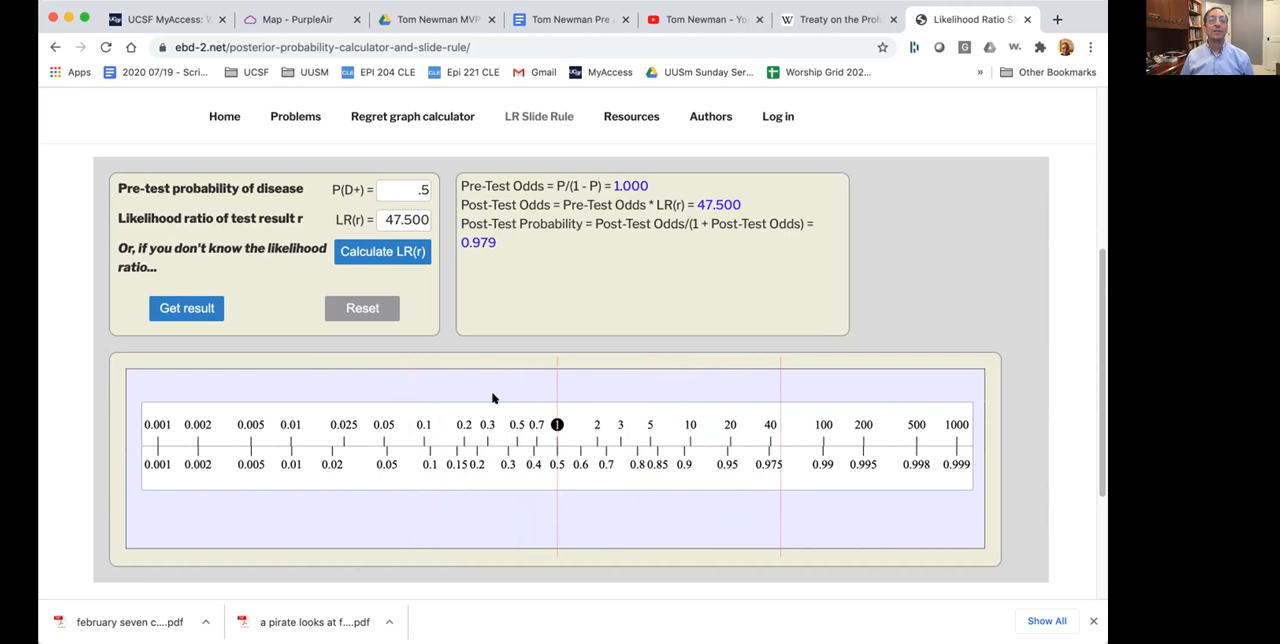 UCSF MyAccess: W
Map - PurpleAir
Tom Newman MVP
Tom Newman Pre a
Tom Newman - Yo
Treaty on the Proh
Likelihood Ratio S
ebd-2.net/posterior-probability-calculator-and-slide-rule/
Apps 2020 07/19 - Scri... UCSF UUSM EPI 204 CLE Epi 221 CLE Gmail MyAccess UUSm Sunday Ser... Worship Grid 202... » Other Bookmarks
Home Problems Regret graph calculator LR Slide Rule Resources Authors Log in
Pre-test probability of disease P(D+) = .5
Likelihood ratio of test result r LR(r) = 47.500
Or, if you don't know the likelihood
ratio...
Calculate LR(r)
Get result Reset
Pre-Test Odds = P/(1 - P) = 1.000
Post-Test Odds = Pre-Test Odds * LR(r) = 47.500
Post-Test Probability = Post-Test Odds/(1 + Post-Test Odds) =
0.979
0.001 0.002 0.005 0.01 0.025 0.05 0.1 0.2 0.3 0.5 0.7 1 2 3 5 10 20 40 100 200 500 1000
0.001 0.002 0.005 0.01 0.02 0.05 0.1 0.15 0.2 0.3 0.4 0.5 0.6 0.7 0.8 0.85 0.9 0.95 0.975 0.99 0.995 0.998 0.999
february seven c....pdf
a pirate looks at f....pdf
Show All